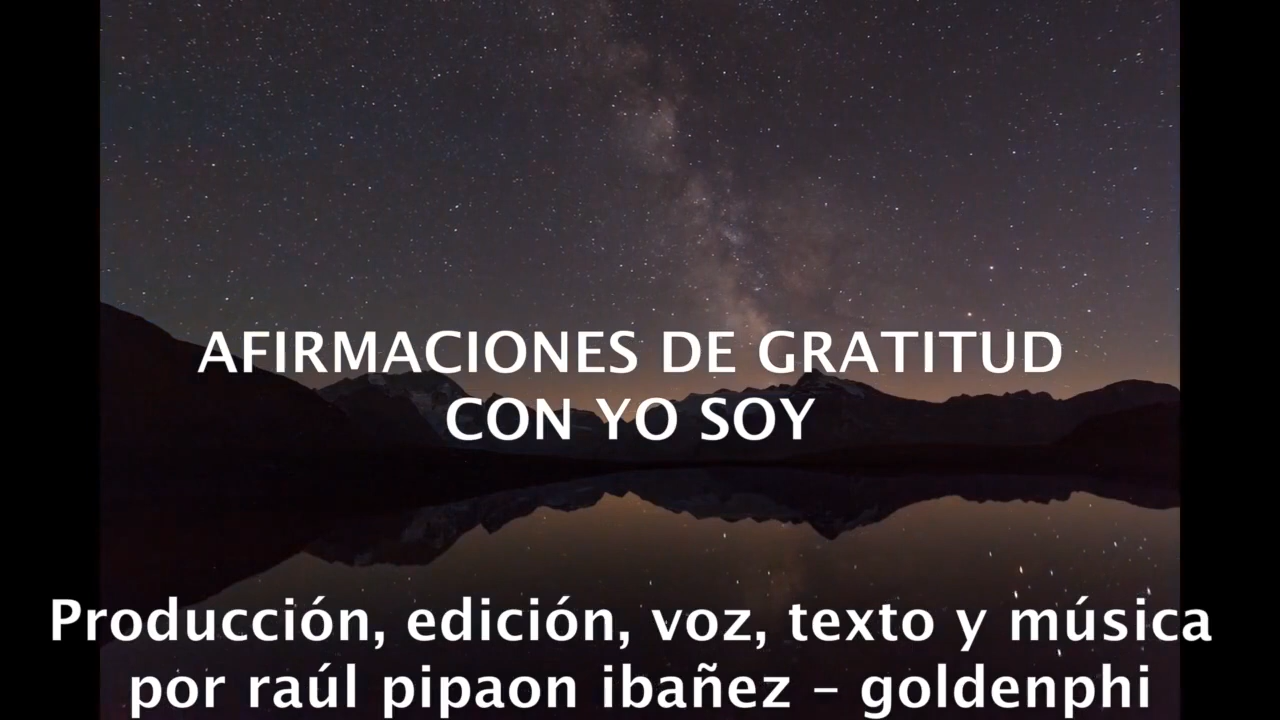 AFIRMACIONES DE GRATITUD
CON YO SOY
Producción, edición, voz, texto y música
por raúl pipaon ibañez – goldenphi